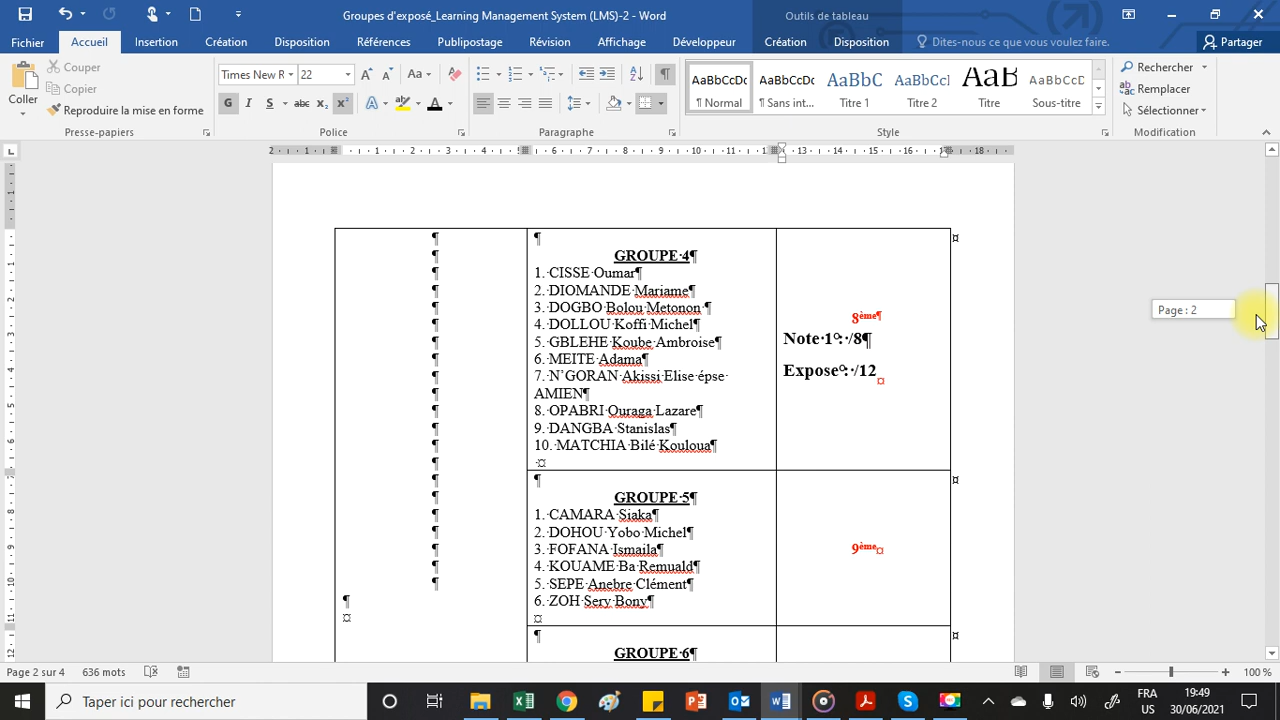 Groupes d'exposé_Learning Management System (LMS)-2 - Word
Outils de tableau
Fichier Accueil Insertion Création Disposition Références Publipostage Révision Affichage Développeur Création Disposition Dites-nous ce que vous voulez faire. Partager
Coller
Couper
Copier
Reproduire la mise en forme
Presse-papiers
Times New R 22
Aa
G I S abc x₂ x²
Police
Paragraphe
AaBbCcDc AaBbCcDc AaBbC AaBbCc AaB AaBbCcD
¶ Normal ¶ Sans int... Titre 1 Titre 2 Titre Sous-titre
Style
Rechercher
Remplacer
Sélectionner
Modification
¶
GROUPE·4¶
1.·CISSE·Oumar¶
2.·DIOMANDE·Mariame¶
3.·DOGBO·Bolou·Metonon·¶
4.·DOLLOU·Koffi·Michel¶
5.·GBLEHE·Koube·Ambroise¶
6.·MEITE·Adama¶
7.·N'GORAN·Akissi·Elise·épse·
AMIEN¶
8.·OPABRI·Ouraga·Lazare¶
9.·DANGBA·Stanislas¶
10.·MATCHIA·Bilé·Kouloua¶
8ème¶
Note·1°:·/8¶
Expose°:·/12¤
¶
GROUPE·5¶
1.·CAMARA·Siaka¶
2.·DOHOU·Yobo·Michel¶
3.·FOFANA·Ismaila¶
4.·KOUAME·Ba·Remuald¶
5.·SEPE·Anebre·Clément¶
6.·ZOH·Sery·Bony¶
9ème¤
¶
GROUPE·6¶
Page : 2
Page 2 sur 4 636 mots 100 %
Taper ici pour rechercher
FRA
US
19:49
30/06/2021